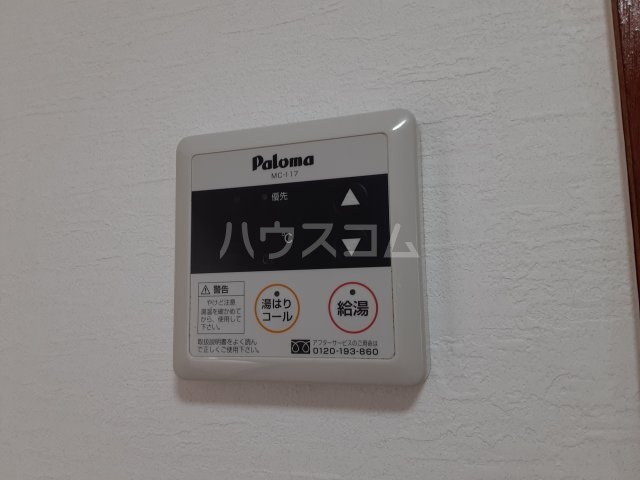 Paloma
MC-117
優先
℃
ハウスコム
警告
やけど注意
湯温を確かめて
から、使用して
下さい。
取扱説明書をよく読ん
で正しくご使用下さい。
湯はり
コール
給湯
アフターサービスのご用命は
0120-193-860